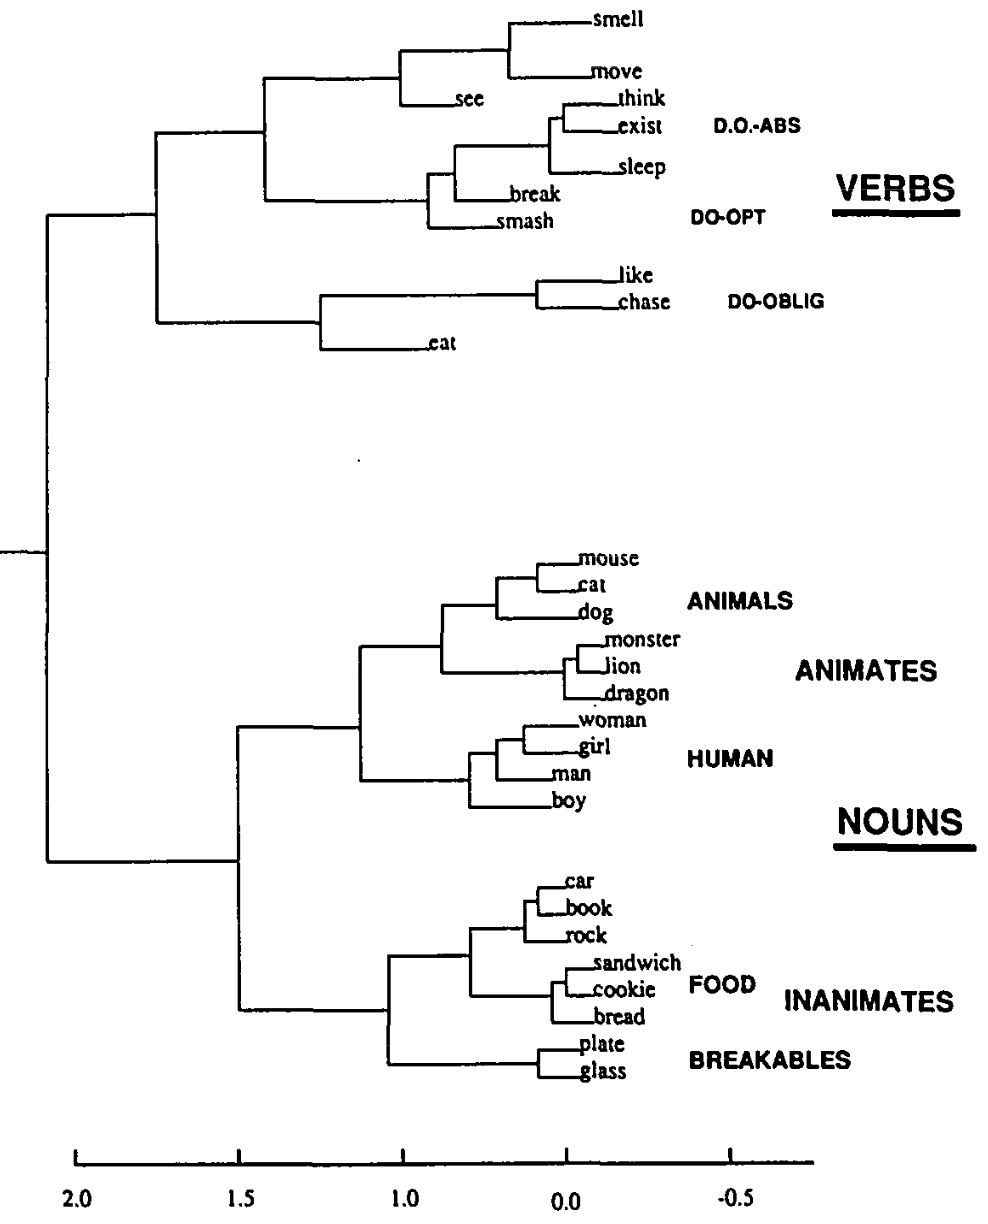 smell
move
see
think
exist
D.O.-ABS
sleep
VERBS
break
smash
DO-OPT
like
chase
DO-OBLIG
eat
mouse
cat
ANIMALS
dog
monster
lion
ANIMATES
dragon
woman
girl
HUMAN
man
boy
NOUNS
car
book
rock
sandwich
cookie
FOOD
INANIMATES
bread
plate
BREAKABLES
glass
2.0 1.5 1.0 0.0 -0.5